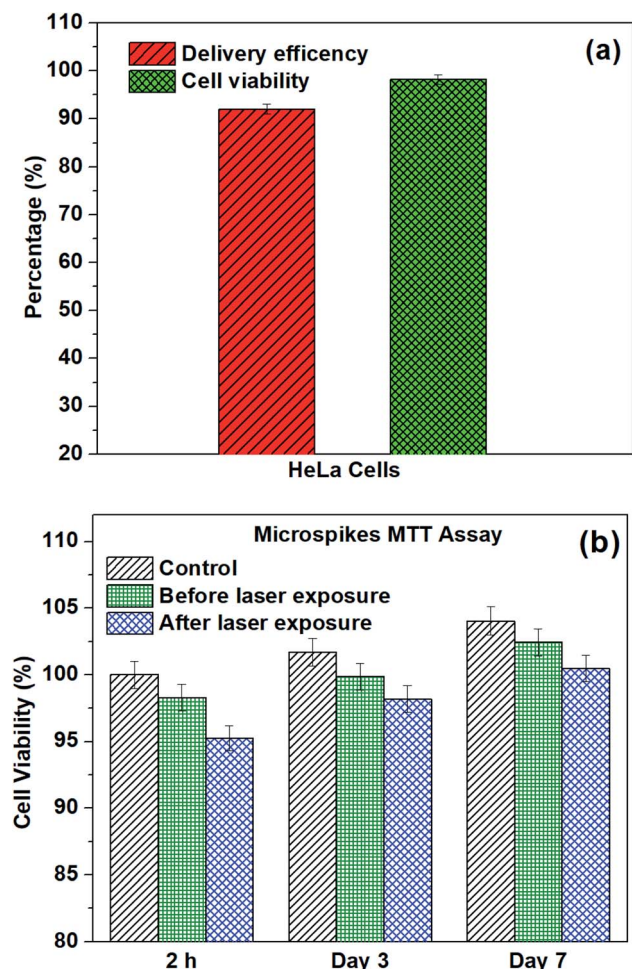 110
(a)
Delivery efficency
100
Cell viability
90
80
70
60
50
40
30
20
Percentage (%)
HeLa Cells
Microspikes MTT Assay
(b)
110
Control
Before laser exposure
105
After laser exposure
100
95
90
85
80
Cell Viability (%)
2 h Day 3 Day 7